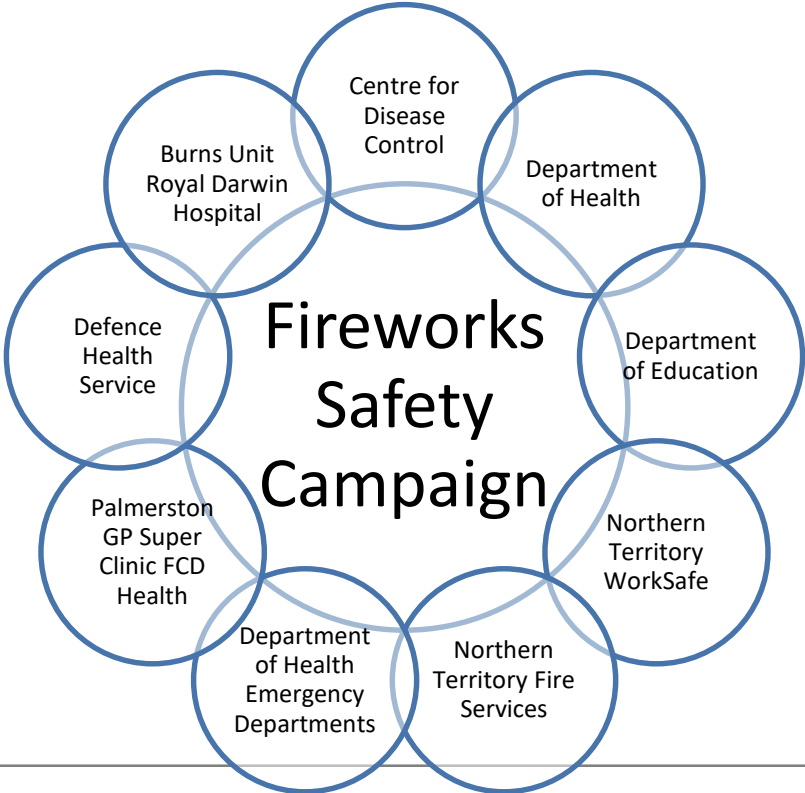 Centre for
Disease
Control
Department
of Health
Department
of Education
Northern
Territory
WorkSafe
Northern
Territory Fire
Services
Department
of Health
Emergency
Departments
Palmerston
GP Super
Clinic FCD
Health
Defence
Health
Service
Burns Unit
Royal Darwin
Hospital
Fireworks
Safety
Campaign